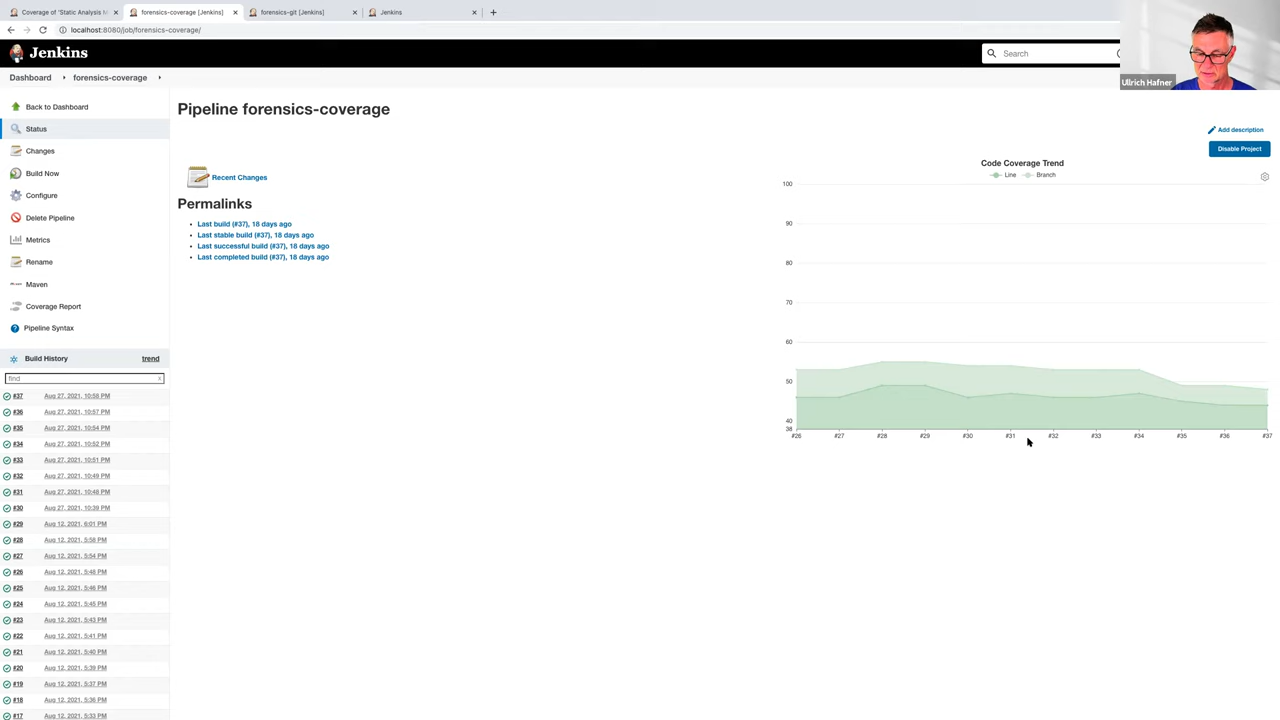 Coverage of 'Static Analysis M
forensics-coverage [Jenkins]
forensics-git [Jenkins]
Jenkins
localhost:8080/job/forensics-coverage/
Jenkins
Search
Ullrich Hafner
Dashboard
forensics-coverage
Back to Dashboard
Status
Changes
Build Now
Configure
Delete Pipeline
Metrics
Rename
Maven
Coverage Report
Pipeline Syntax
Build History
trend
find
x
#37 Aug 27, 2021, 10:58 PM
#36 Aug 27, 2021, 10:57 PM
#35 Aug 27, 2021, 10:54 PM
#34 Aug 27, 2021, 10:52 PM
#33 Aug 27, 2021, 10:51 PM
#32 Aug 27, 2021, 10:49 PM
#31 Aug 27, 2021, 10:48 PM
#30 Aug 27, 2021, 10:39 PM
#29 Aug 12, 2021, 6:01 PM
#28 Aug 12, 2021, 5:58 PM
#27 Aug 12, 2021, 5:54 PM
#26 Aug 12, 2021, 5:48 PM
#25 Aug 12, 2021, 5:46 PM
#24 Aug 12, 2021, 5:45 PM
#23 Aug 12, 2021, 5:43 PM
#22 Aug 12, 2021, 5:41 PM
#21 Aug 12, 2021, 5:40 PM
#20 Aug 12, 2021, 5:39 PM
#19 Aug 12, 2021, 5:37 PM
#18 Aug 12, 2021, 5:36 PM
#17 Aug 12, 2021, 5:33 PM
Pipeline forensics-coverage
Add description
Disable Project
Recent Changes
Permalinks
Last build (#37), 18 days ago
Last stable build (#37), 18 days ago
Last successful build (#37), 18 days ago
Last completed build (#37), 18 days ago
Code Coverage Trend
Line Branch
100
90
80
70
60
50
40
38
#26 #27 #28 #29 #30 #31 #32 #33 #34 #35 #36 #37